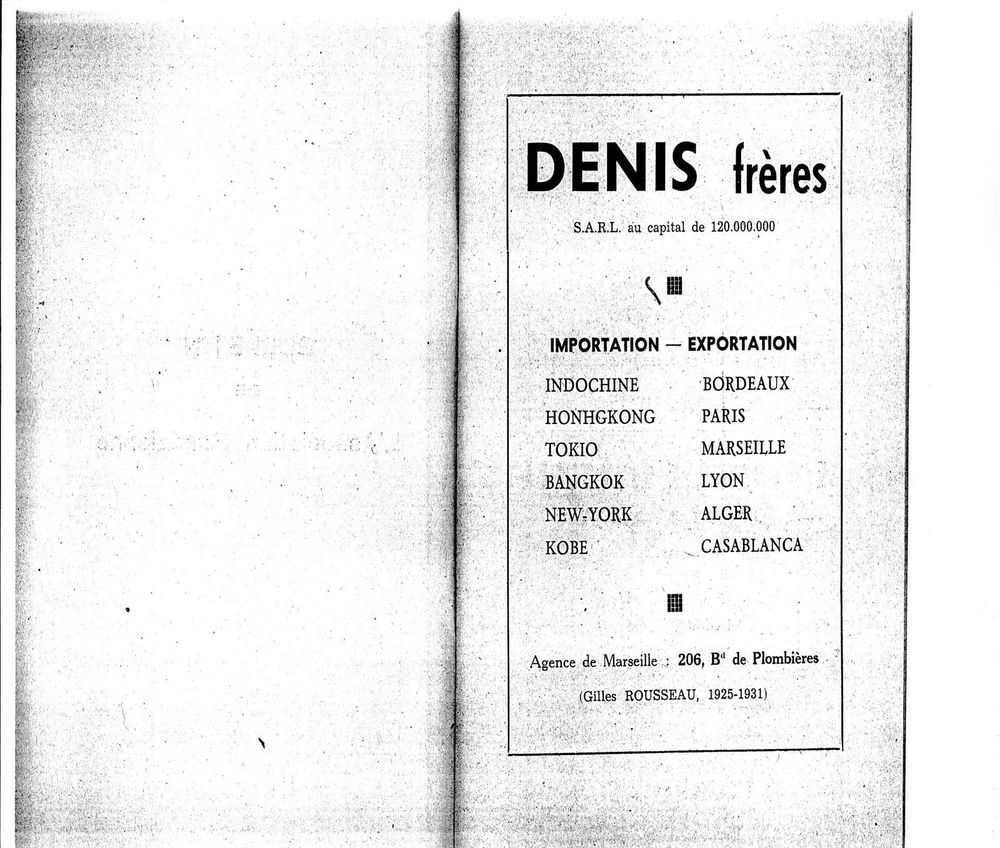 DENIS frères
S.A.R.L. au capital de 120.000.000
IMPORTATION — EXPORTATION
INDOCHINE BORDEAUX
HONHGKONG PARIS
TOKIO MARSEILLE
BANGKOK LYON
NEW-YORK ALGER
KOBE CASABLANCA
Agence de Marseille : 206, Bd de Plombières
(Gilles ROUSSEAU, 1925-1931)